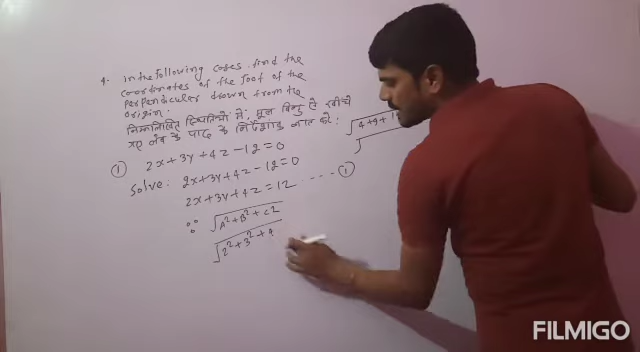 4. In the following cases, find the
coordinates of the foot of the
perpendicular drawn from the
origin.
निम्नलिखित स्थितियों में, मूल बिन्दु से खींचे
गए लंब के पाद के निर्देशांक ज्ञात करें:
① 2x+3y+4z-12=0
Solve: 2x+3y+4z-12=0
2x+3y+4z=12 ---- ①
∵ √A²+B²+C2
√2²+3²+4
√4+9+1
FILMIGO